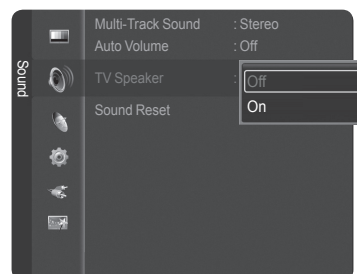 Sound
Multi-Track Sound : Stereo
Auto Volume : Off
TV Speaker :
Off
On
Sound Reset